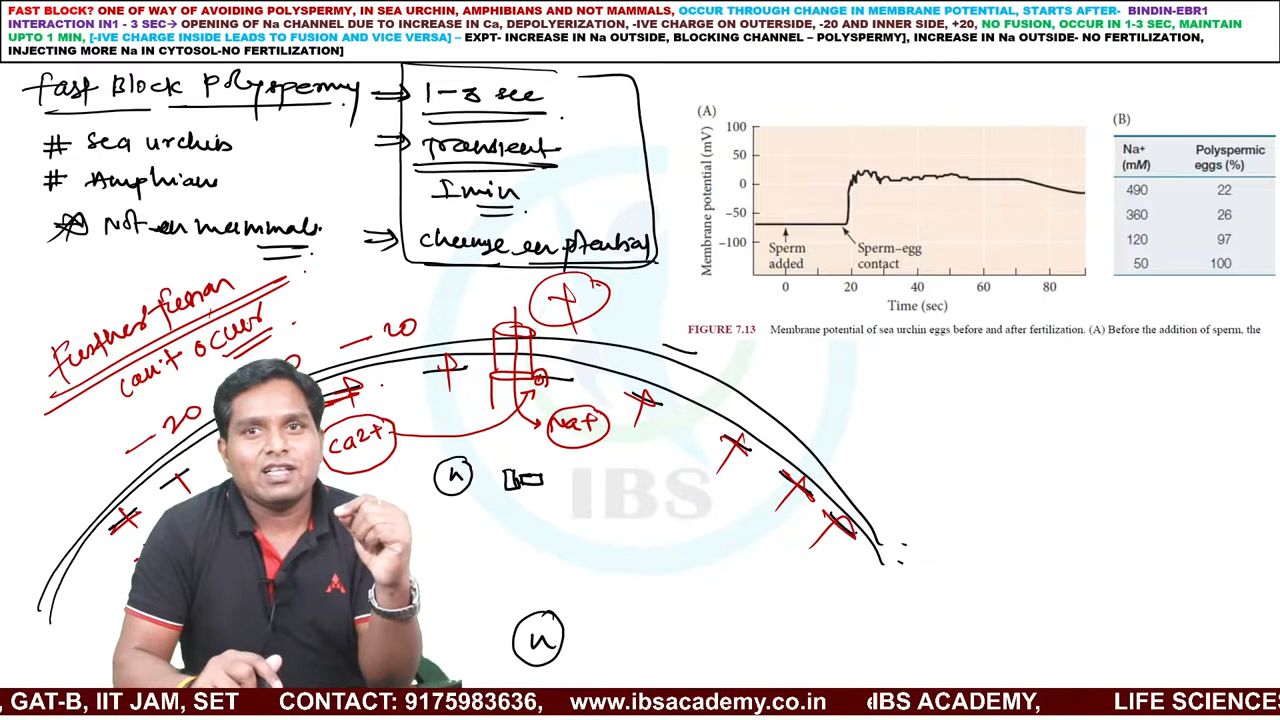 FAST BLOCK? ONE OF WAY OF AVOIDING POLYSPERMY, IN SEA URCHIN, AMPHIBIANS AND NOT MAMMALS, OCCUR THROUGH CHANGE IN MEMBRANE POTENTIAL, STARTS AFTER- BINDIN-EBR1
INTERACTION IN1 - 3 SEC→ OPENING OF Na CHANNEL DUE TO INCREASE IN Ca, DEPOLYERIZATION, -IVE CHARGE ON OUTERSIDE, -20 AND INNER SIDE, +20, NO FUSION, OCCUR IN 1-3 SEC, MAINTAIN
UPTO 1 MIN, [-IVE CHARGE INSIDE LEADS TO FUSION AND VICE VERSA] – EXPT- INCREASE IN Na OUTSIDE, BLOCKING CHANNEL – POLYSPERMY], INCREASE IN Na OUTSIDE- NO FERTILIZATION,
INJECTING MORE Na IN CYTOSOL-NO FERTILIZATION]
Fast Block Polyspermy ⇒ 1-3 sec
# Sea urchin ⇒ Transient
# Amphian 1 min
Not en mammals. ⇒ change en potential
(A)
Membrane potential (mV)
100
50
0
−50
−100
Sperm added
Sperm–egg contact
0 20 40 60 80
Time (sec)
(B)
Na+ (mM) Polyspermic eggs (%)
490 22
360 26
120 97
50 100
FIGURE 7.13 Membrane potential of sea urchin eggs before and after fertilization. (A) Before the addition of sperm, the
Further fusion
can't occur
-20
-20
+
+ + +
Ca2+ Na+
n
IBS
n
, GAT-B, IIT JAM, SET CONTACT: 9175983636, www.ibsacademy.co.in IBS ACADEMY, LIFE SCIENCES